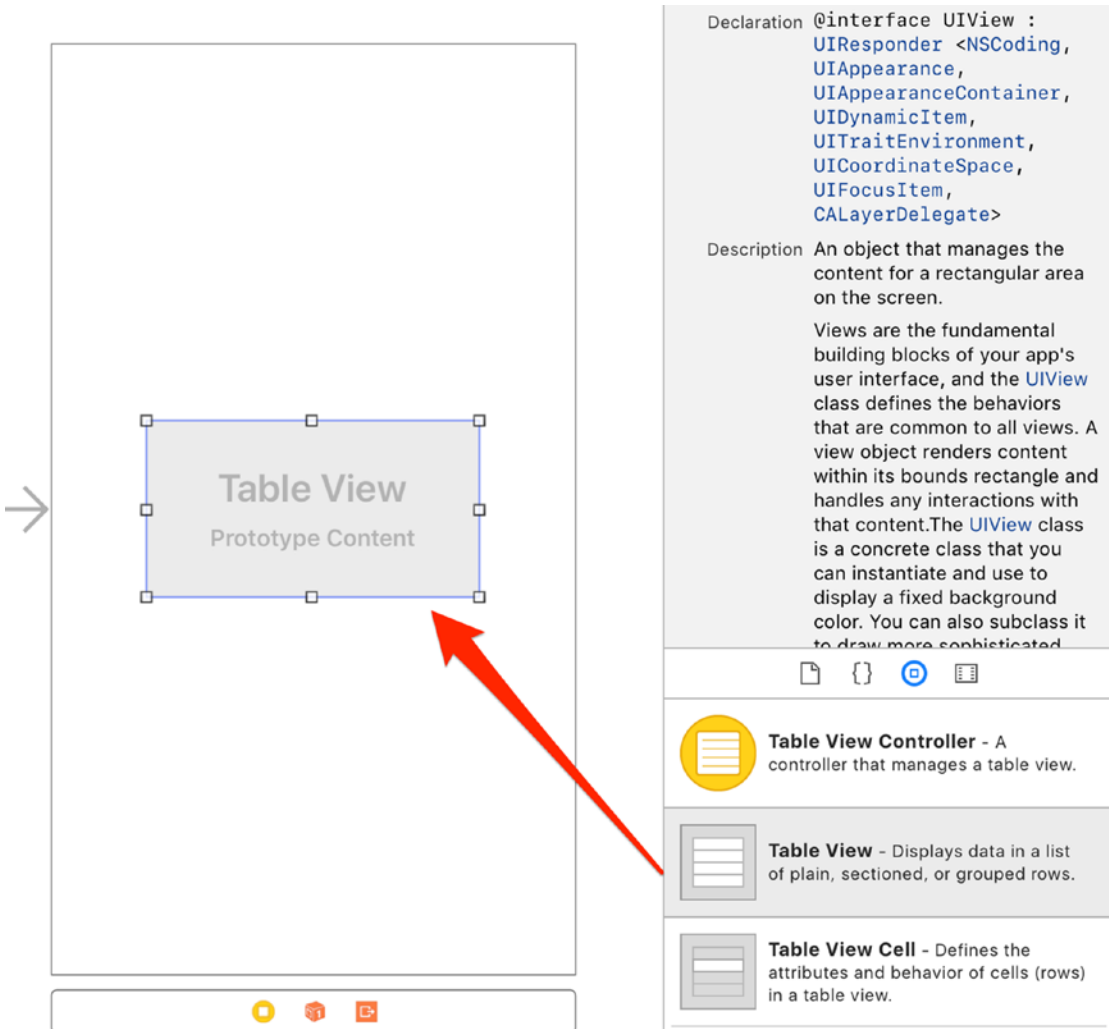 Table View
Prototype Content
Declaration @interface UIView :
UIResponder <NSCoding,
UIAppearance,
UIAppearanceContainer,
UIDynamicItem,
UITraitEnvironment,
UICoordinateSpace,
UIFocusItem,
CALayerDelegate>
Description An object that manages the
content for a rectangular area
on the screen.
Views are the fundamental
building blocks of your app's
user interface, and the UIView
class defines the behaviors
that are common to all views. A
view object renders content
within its bounds rectangle and
handles any interactions with
that content.The UIView class
is a concrete class that you
can instantiate and use to
display a fixed background
color. You can also subclass it
to draw more sophisticated
{}
Table View Controller - A
controller that manages a table view.
Table View - Displays data in a list
of plain, sectioned, or grouped rows.
Table View Cell - Defines the
attributes and behavior of cells (rows)
in a table view.